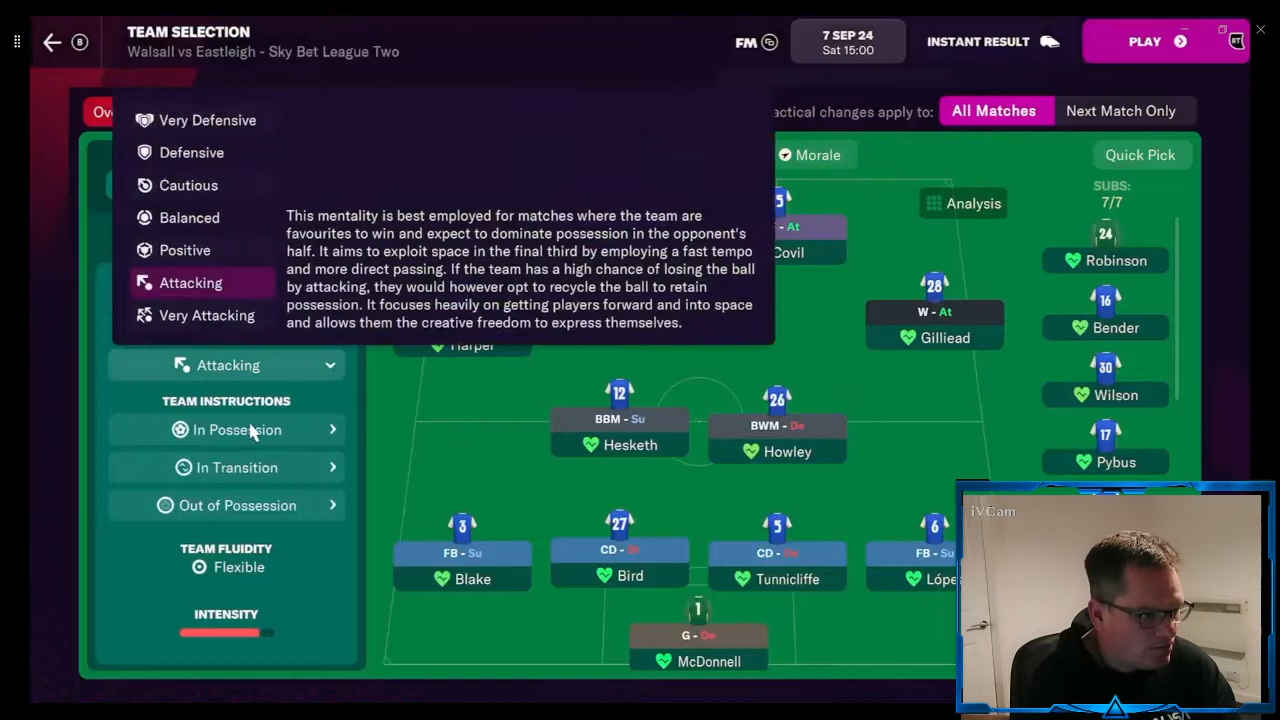 TEAM SELECTION
Walsall vs Eastleigh - Sky Bet League Two
B
FM
7 SEP 24
Sat 15:00
INSTANT RESULT
PLAY
RT
tactical changes apply to:
All Matches
Next Match Only
Very Defensive
Defensive
Cautious
Balanced
Positive
Attacking
Very Attacking
This mentality is best employed for matches where the team are
favourites to win and expect to dominate possession in the opponent's
half. It aims to exploit space in the final third by employing a fast tempo
and more direct passing. If the team has a high chance of losing the ball
by attacking, they would however opt to recycle the ball to retain
possession. It focuses heavily on getting players forward and into space
and allows them the creative freedom to express themselves.
Morale
Quick Pick
Analysis
SUBS:
7/7
24
Robinson
16
Bender
30
Wilson
17
Pybus
5
- At
Covil
28
W - At
Gilliead
Harper
Attacking
TEAM INSTRUCTIONS
In Possession
In Transition
Out of Possession
TEAM FLUIDITY
Flexible
INTENSITY
12
BBM - Su
Hesketh
26
BWM - De
Howley
3
FB - Su
Blake
27
CD - De
Bird
5
CD - De
Tunnicliffe
6
FB - Su
Lópe
1
G - De
McDonnell
iVCam